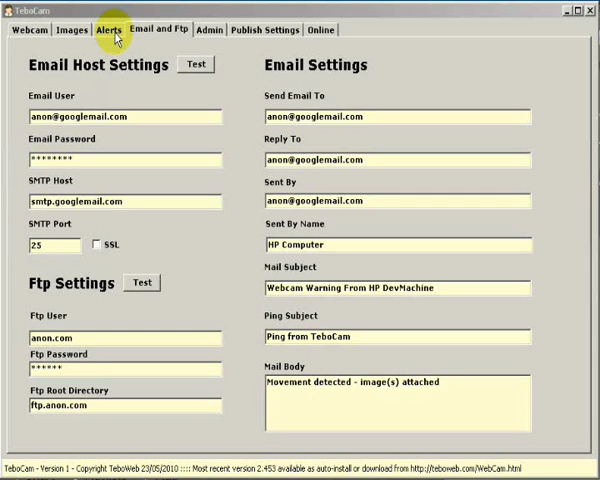 TeboCam
Webcam Images Alerts Email and Ftp Admin Publish Settings Online
Email Host Settings Test
Email User
anon@googlemail.com
Email Password
********
SMTP Host
smtp.googlemail.com
SMTP Port
25 SSL
Ftp Settings Test
Ftp User
anon.com
Ftp Password
******
Ftp Root Directory
ftp.anon.com
Email Settings
Send Email To
anon@googlemail.com
Reply To
anon@googlemail.com
Sent By
anon@googlemail.com
Sent By Name
HP Computer
Mail Subject
Webcam Warning From HP DevMachine
Ping Subject
Ping from TeboCam
Mail Body
Movement detected - image(s) attached
TeboCam - Version 1 - Copyright TeboWeb 23/05/2010 :::: Most recent version 2.453 available as auto-install or download from http://teboweb.com/WebCam.html